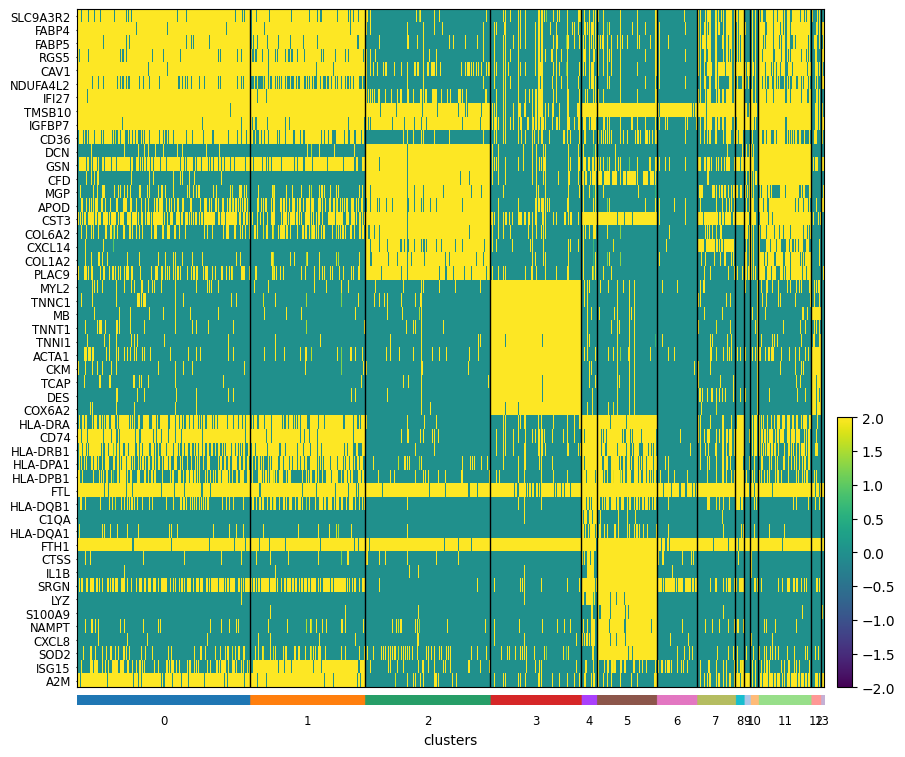 SLC9A3R2
FABP4
FABP5
RGS5
CAV1
NDUFA4L2
IFI27
TMSB10
IGFBP7
CD36
DCN
GSN
CFD
MGP
APOD
CST3
COL6A2
CXCL14
COL1A2
PLAC9
MYL2
TNNC1
MB
TNNT1
TNNI1
ACTA1
CKM
TCAP
DES
COX6A2
HLA-DRA
CD74
HLA-DRB1
HLA-DPA1
HLA-DPB1
FTL
HLA-DQB1
C1QA
HLA-DQA1
FTH1
CTSS
IL1B
SRGN
LYZ
S100A9
NAMPT
CXCL8
SOD2
ISG15
A2M
2.0
1.5
1.0
0.5
0.0
−0.5
−1.0
−1.5
−2.0
0 1 2 3 4 5 6 7 8 9 10 11 12 13
clusters